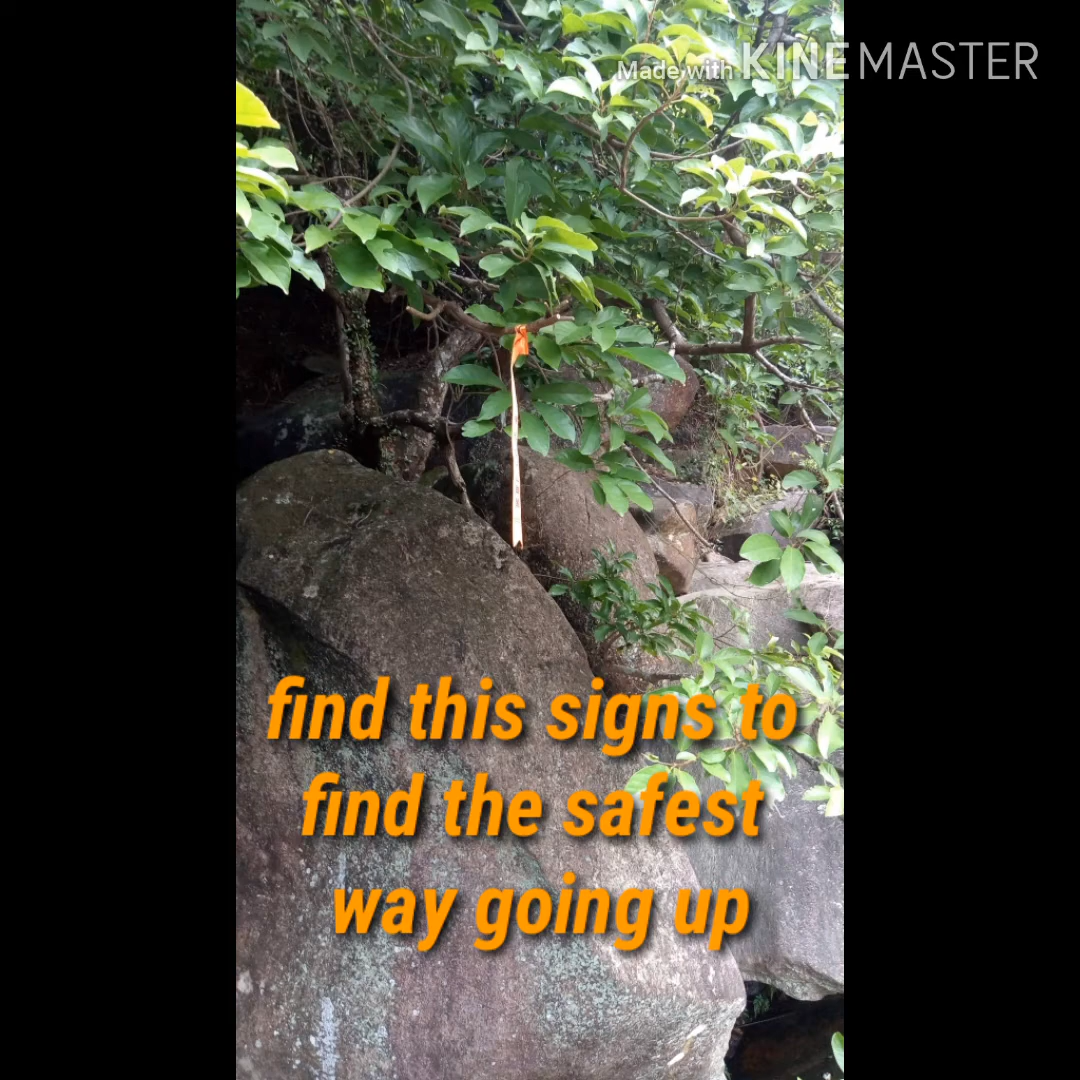 Made with KINEMASTER
find this signs to
find the safest
way going up